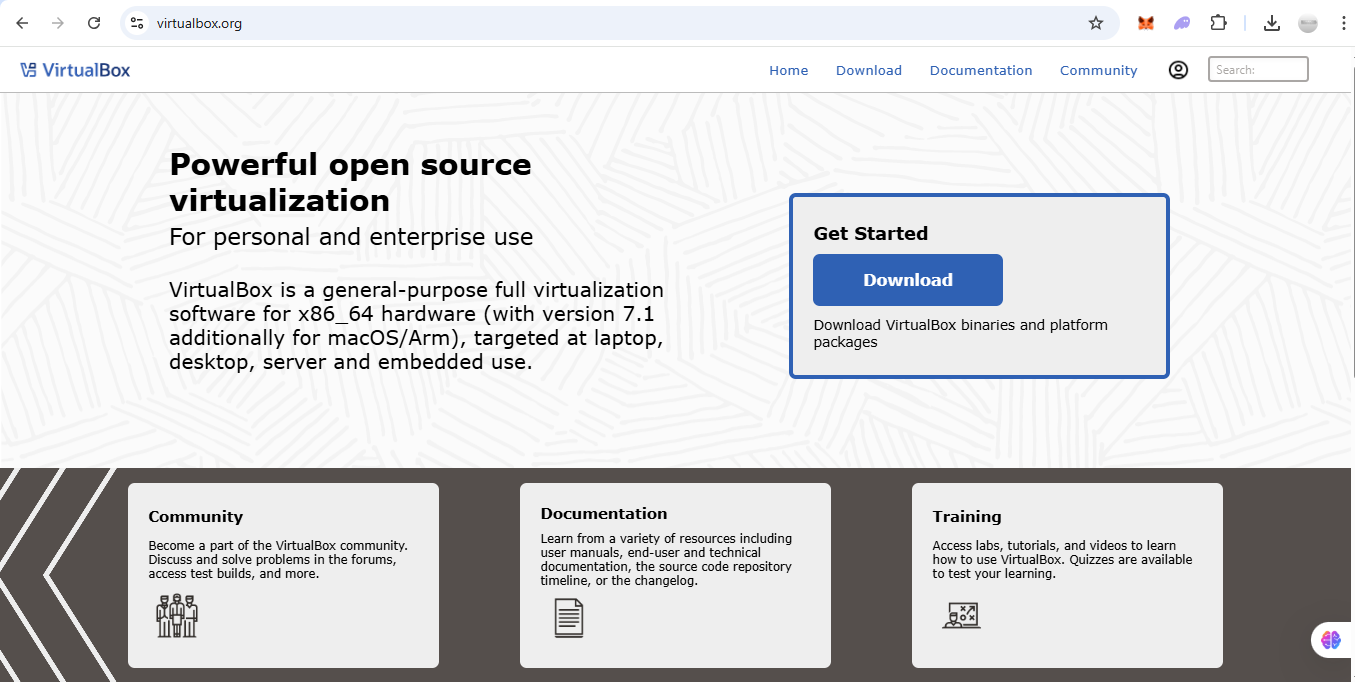 virtualbox.org
VirtualBox
Home
Download
Documentation
Community
Search:
Powerful open source
virtualization
For personal and enterprise use
VirtualBox is a general-purpose full virtualization
software for x86_64 hardware (with version 7.1
additionally for macOS/Arm), targeted at laptop,
desktop, server and embedded use.
Get Started
Download
Download VirtualBox binaries and platform
packages
Community
Become a part of the VirtualBox community.
Discuss and solve problems in the forums,
access test builds, and more.
Documentation
Learn from a variety of resources including
user manuals, end-user and technical
documentation, the source code repository
timeline, or the changelog.
Training
Access labs, tutorials, and videos to learn
how to use VirtualBox. Quizzes are available
to test your learning.